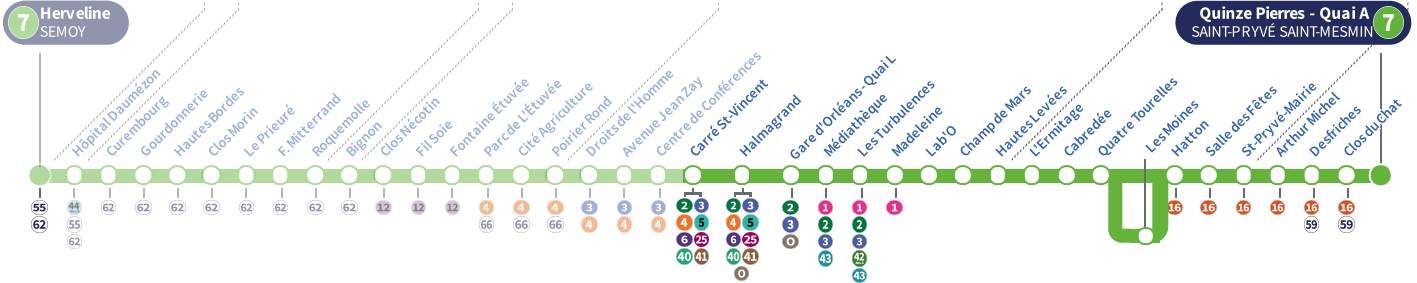 7
Herveline
SEMOY
Quinze Pierres - Quai A
SAINT-PRYVÉ SAINT-MESMIN
7
Hôpital Daumézon
Curembourg
Gourdonnerie
Hautes Bordes
Clos Morin
Le Prieuré
F. Mitterrand
Roquemolle
Bignon
Clos Nécotin
Fil Soie
Fontaine Étuvée
Parc de L'Étuvée
Cité Agriculture
Poirier Rond
Droits de l'Homme
Avenue Jean Zay
Centre de Conférences
Carré St-Vincent
Halmagrand
Gare d'Orléans - Quai L
Médiathèque
Les Turbulences
Madeleine
Lab'O
Champ de Mars
Hautes Levées
L'Ermitage
Cabredée
Quatre Tourelles
Les Moines
Hatton
Salle des Fêtes
St-Pryvé-Mairie
Arthur Michel
Desfriches
Clos du Chat
55 44 62 62 62 62 62 62 62 62 12 12 12 4 4 4 3 3 3 2 3 2 3 2 1 1 1 16 16 16 16 16 16
62 55 66 66 66 4 4 4 4 5 4 5 3 2 2 59 59
62 6 25 6 25 O 3 3
40 41 40 41 43 42
O 43